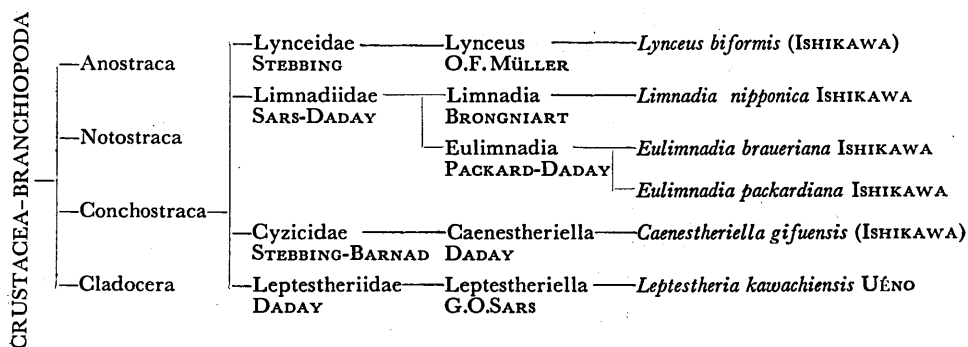 CRUSTACEA-BRANCHIOPODA
Anostraca
Notostraca
Conchostraca
Cladocera
Lynceidae Lynceus Lynceus biformis (ISHIKAWA)
STEBBING O.F. MÜLLER
Limnadiidae Limnadia Limnadia nipponica ISHIKAWA
SARS-DADAY BRONGNIART
Eulimnadia Eulimnadia braueriana ISHIKAWA
PACKARD-DADAY
Eulimnadia packardiana ISHIKAWA
Cyzicidae Caenestheriella Caenestheriella gifuensis (ISHIKAWA)
STEBBING-BARNAD DADAY
Leptestheriidae Leptestheriella Leptestheria kawachiensis UÉNO
DADAY G.O.SARS